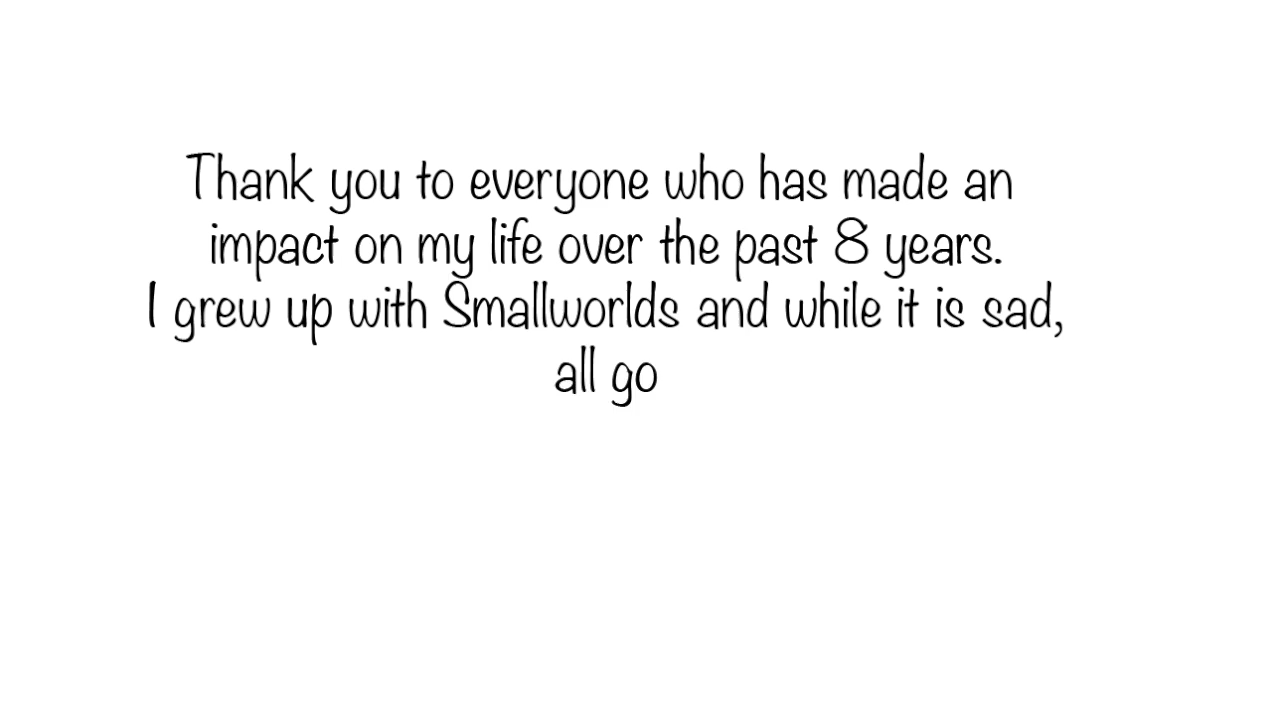 Thank you to everyone who has made an
impact on my life over the past 8 years.
I grew up with Smallworlds and while it is sad,
all go